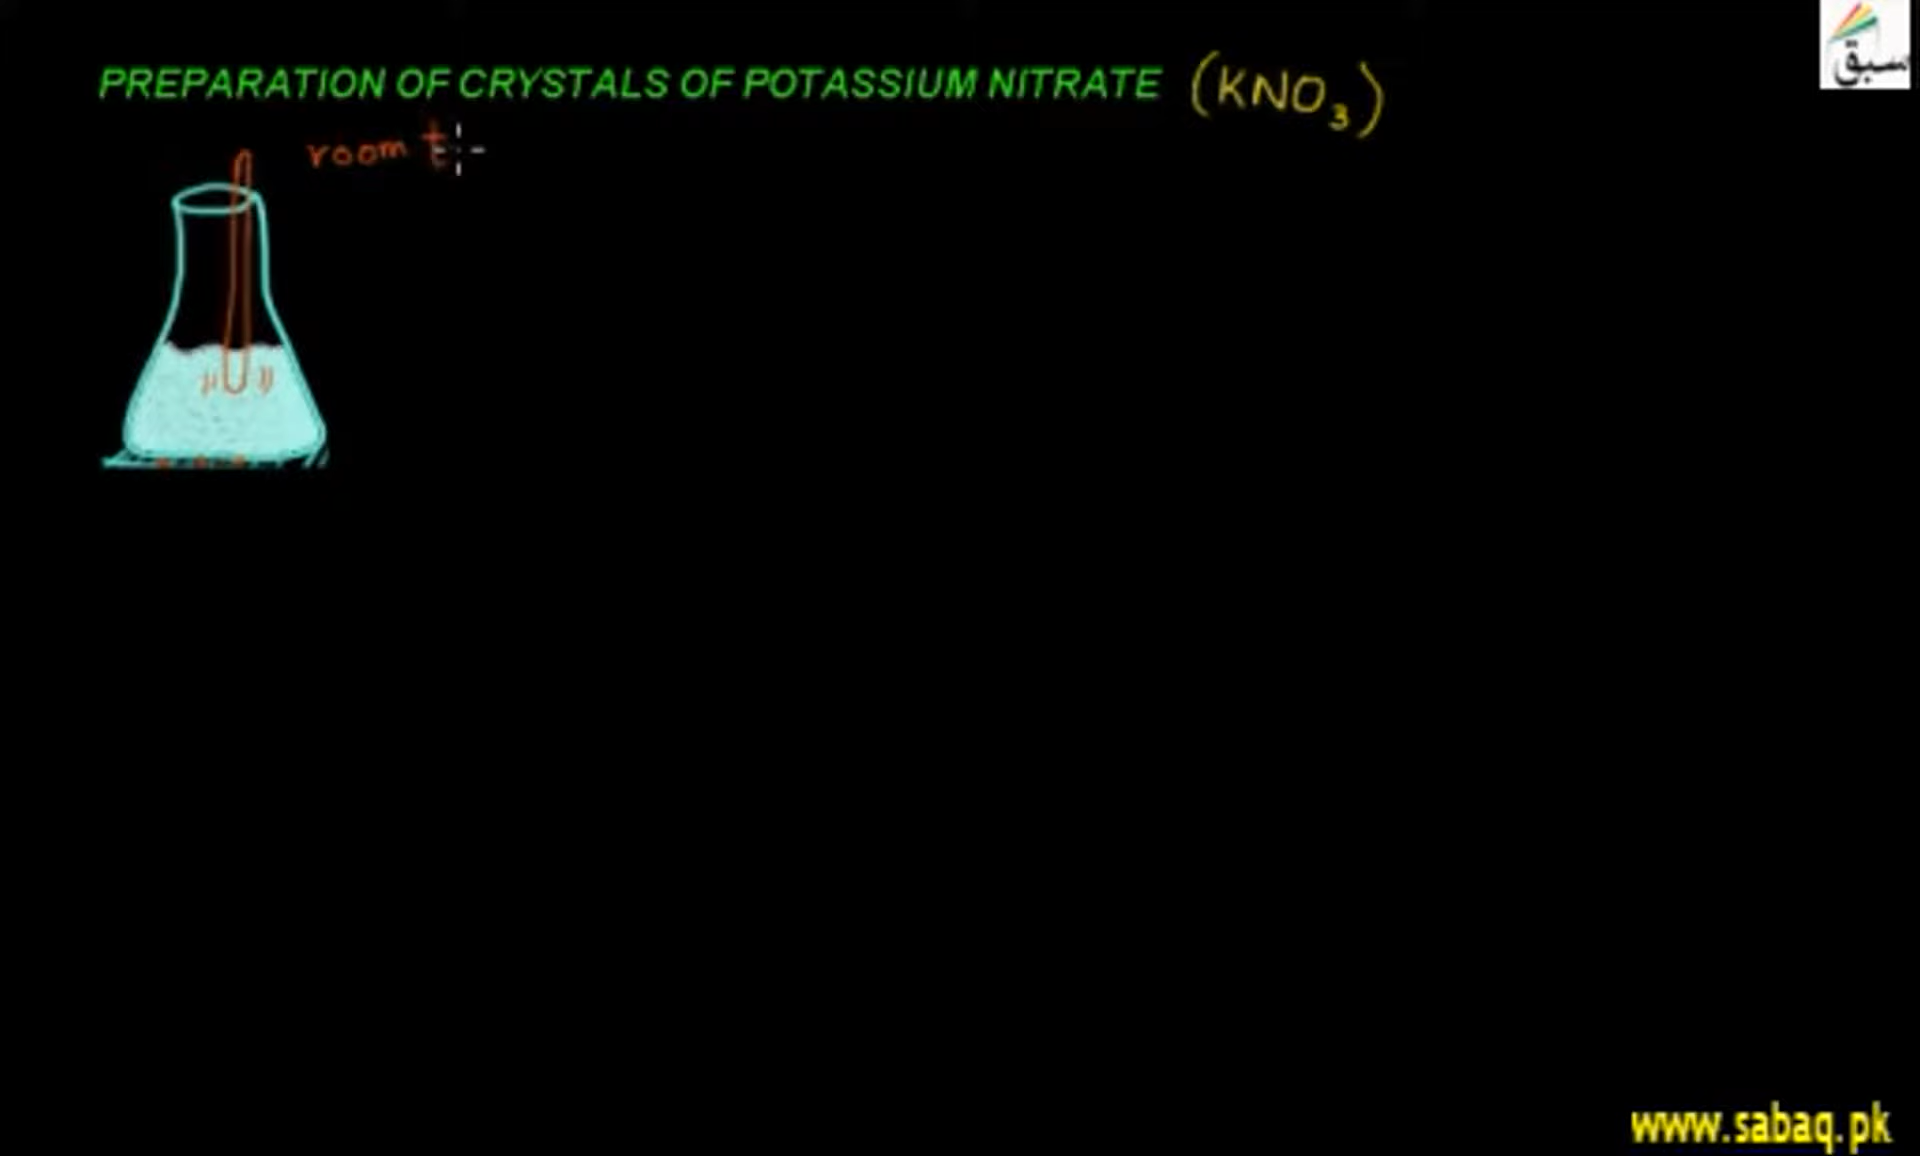 PREPARATION OF CRYSTALS OF POTASSIUM NITRATE (KNO₃)
room t
سبق
www.sabaq.pk